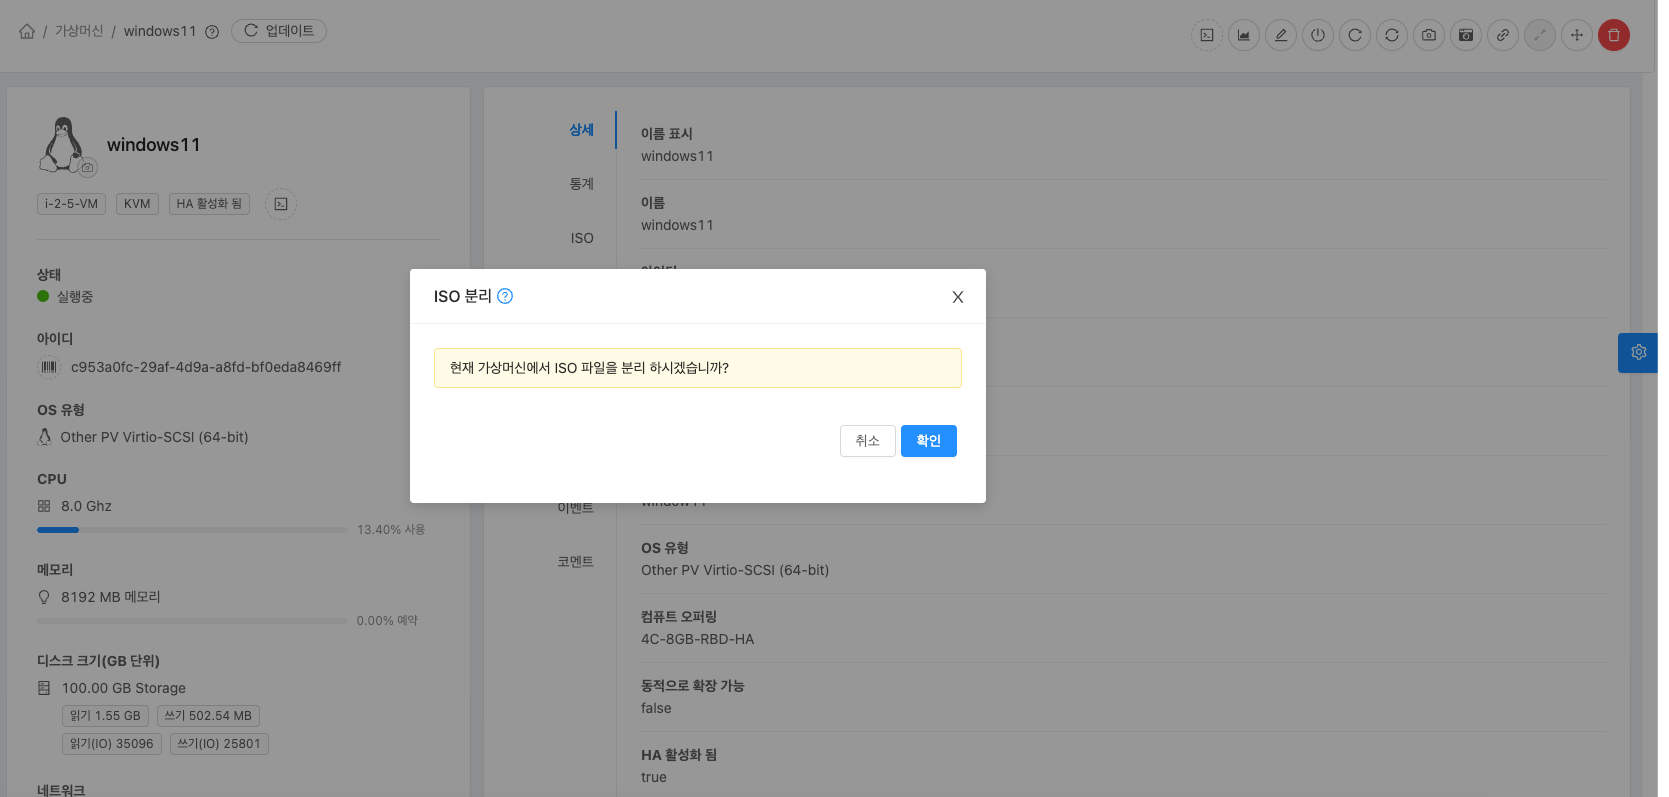 / 가상머신 / windows11 업데이트
windows11
i-2-5-VM KVM HA 활성화 됨
상태
실행중
아이디
c953a0fc-29af-4d9a-a8fd-bf0eda8469ff
OS 유형
Other PV Virtio-SCSI (64-bit)
CPU
8.0 Ghz
13.40% 사용
메모리
8192 MB 메모리
0.00% 예약
디스크 크기(GB 단위)
100.00 GB Storage
읽기 1.55 GB 쓰기 502.54 MB
읽기(IO) 35096 쓰기(IO) 25801
네트워크
상세
통계
ISO
이벤트
코멘트
이름 표시
windows11
이름
windows11
아이디
ISO 분리
현재 가상머신에서 ISO 파일을 분리 하시겠습니까?
취소 확인
windows11
OS 유형
Other PV Virtio-SCSI (64-bit)
컴퓨트 오퍼링
4C-8GB-RBD-HA
동적으로 확장 가능
false
HA 활성화 됨
true